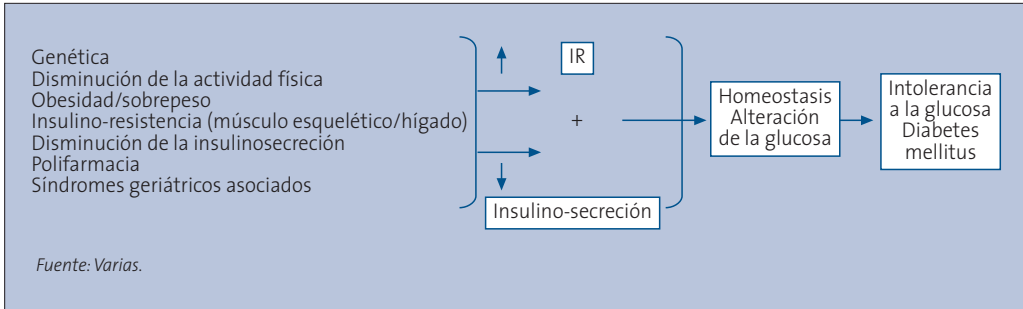 Genética
Disminución de la actividad física
Obesidad/sobrepeso
Insulino-resistencia (músculo esquelético/hígado)
Disminución de la insulinosecreción
Polifarmacia
Síndromes geriátricos asociados
IR
+
Insulino-secreción
Homeostasis
Alteración
de la glucosa
Intolerancia
a la glucosa
Diabetes
mellitus
Fuente: Varias.